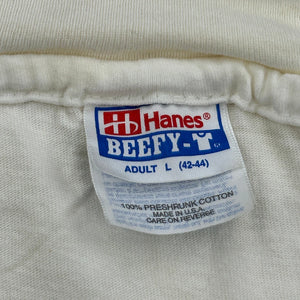 Hanes®
BEEFY-T®
ADULT L (42-44)
100% PRESHRUNK COTTON
MADE IN U.S.A.
CARE ON REVERSE